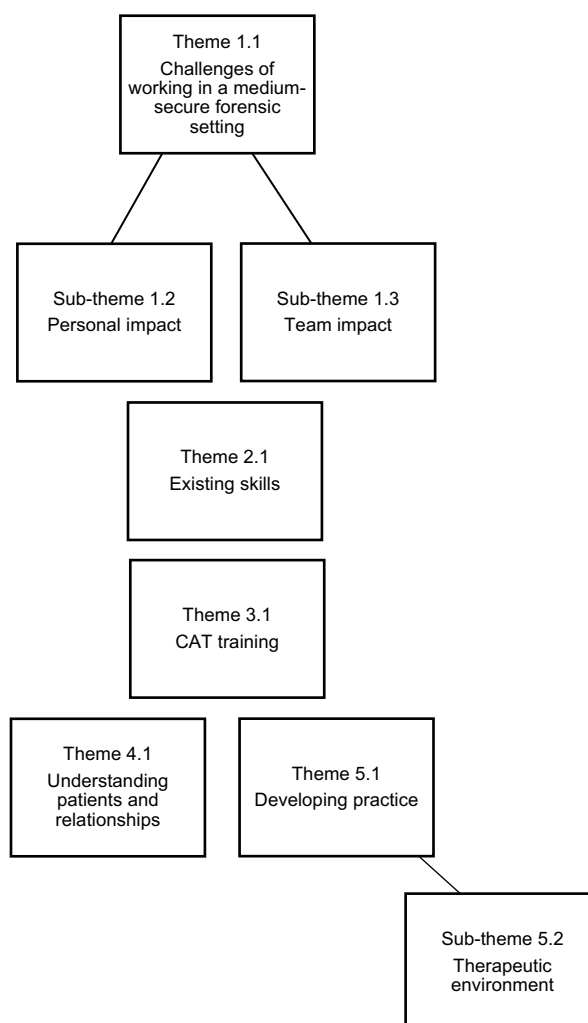 Theme 1.1
Challenges of
working in a medium-
secure forensic
setting
Sub-theme 1.2
Personal impact
Sub-theme 1.3
Team impact
Theme 2.1
Existing skills
Theme 3.1
CAT training
Theme 4.1
Understanding
patients and
relationships
Theme 5.1
Developing practice
Sub-theme 5.2
Therapeutic
environment